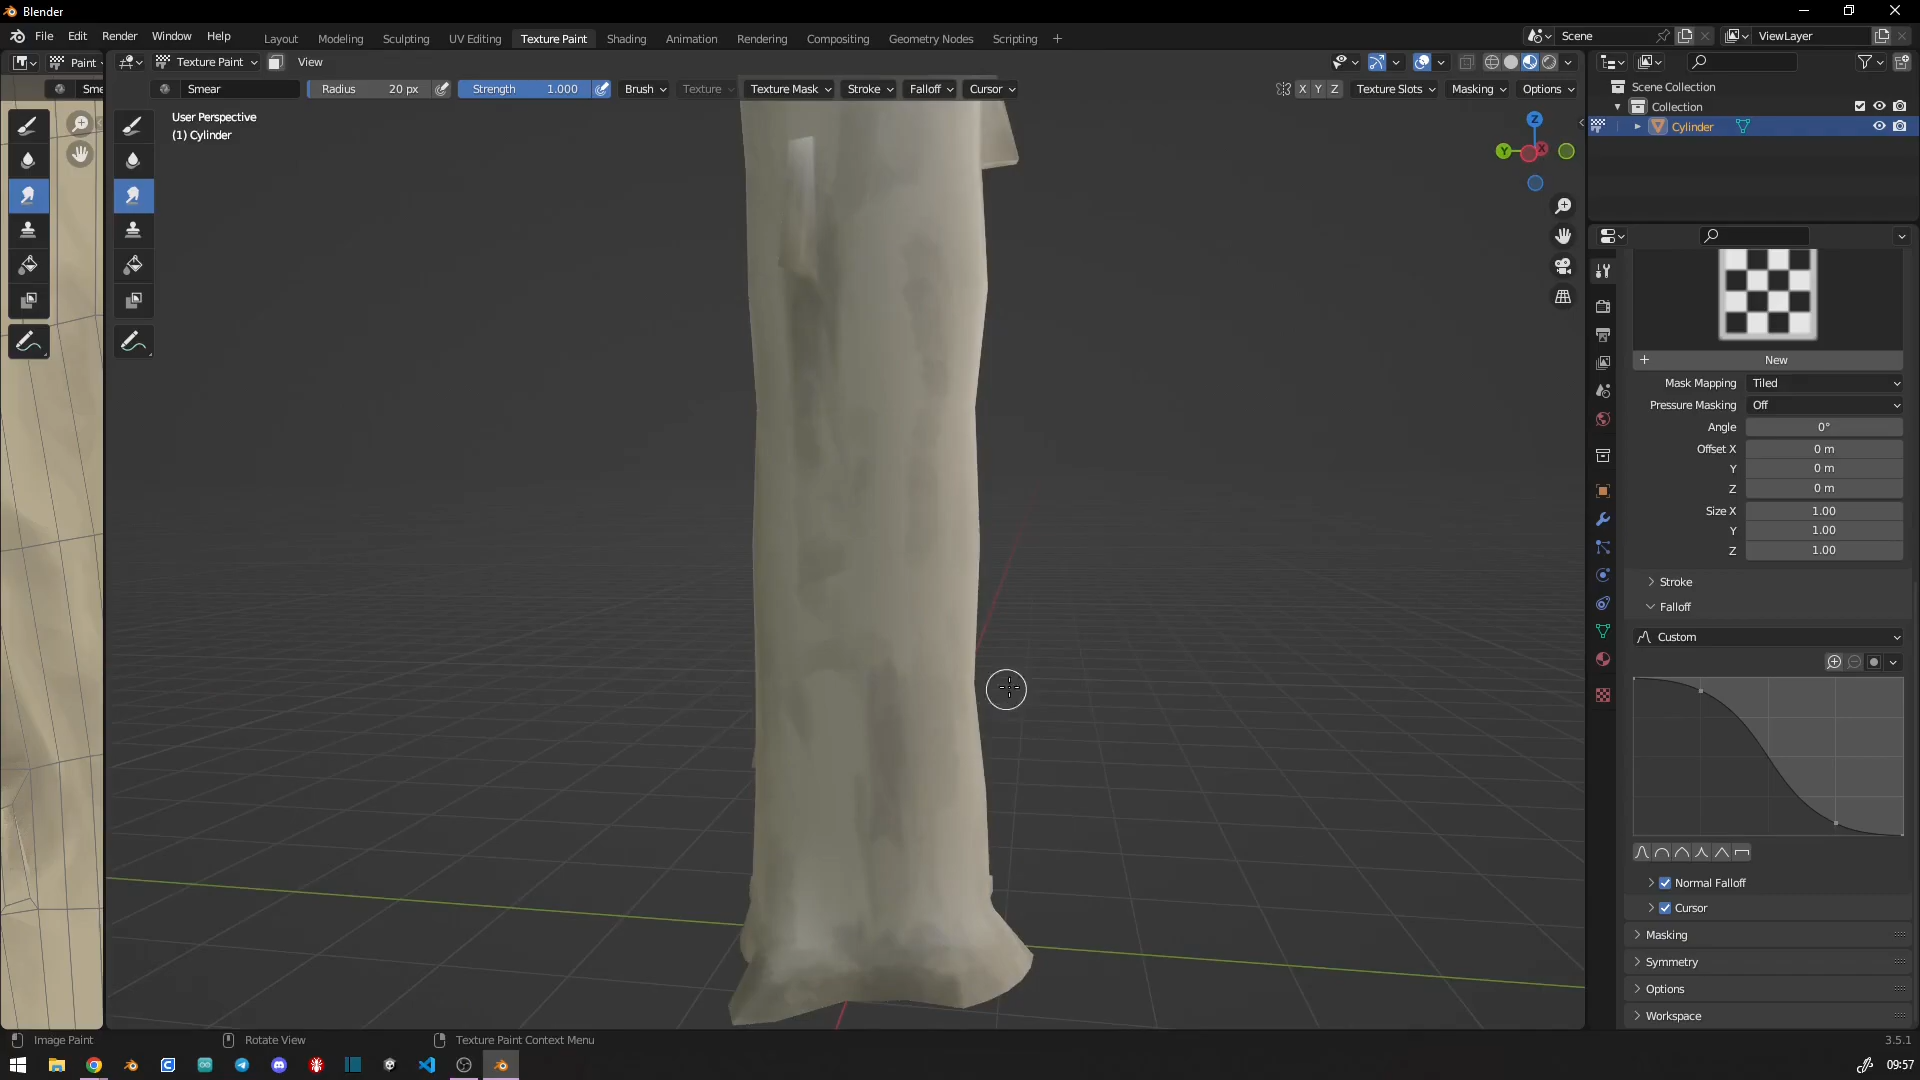 Blender
File Edit Render Window Help Layout Modeling Sculpting UV Editing Texture Paint Shading Animation Rendering Compositing Geometry Nodes Scripting + Scene ViewLayer
Paint Texture Paint View
Sme Smear Radius 20 px Strength 1.000 Brush Texture Texture Mask Stroke Falloff Cursor X Y Z Texture Slots Masking Options
Scene Collection
Collection
Cylinder
User Perspective
(1) Cylinder
Z
Y X
New
Mask Mapping Tiled
Pressure Masking Off
Angle 0°
Offset X 0 m
Y 0 m
Z 0 m
Size X 1.00
Y 1.00
Z 1.00
Stroke
Falloff
Custom
Normal Falloff
Cursor
Masking
Symmetry
Options
Workspace
Image Paint Rotate View Texture Paint Context Menu 3.5.1
09:57